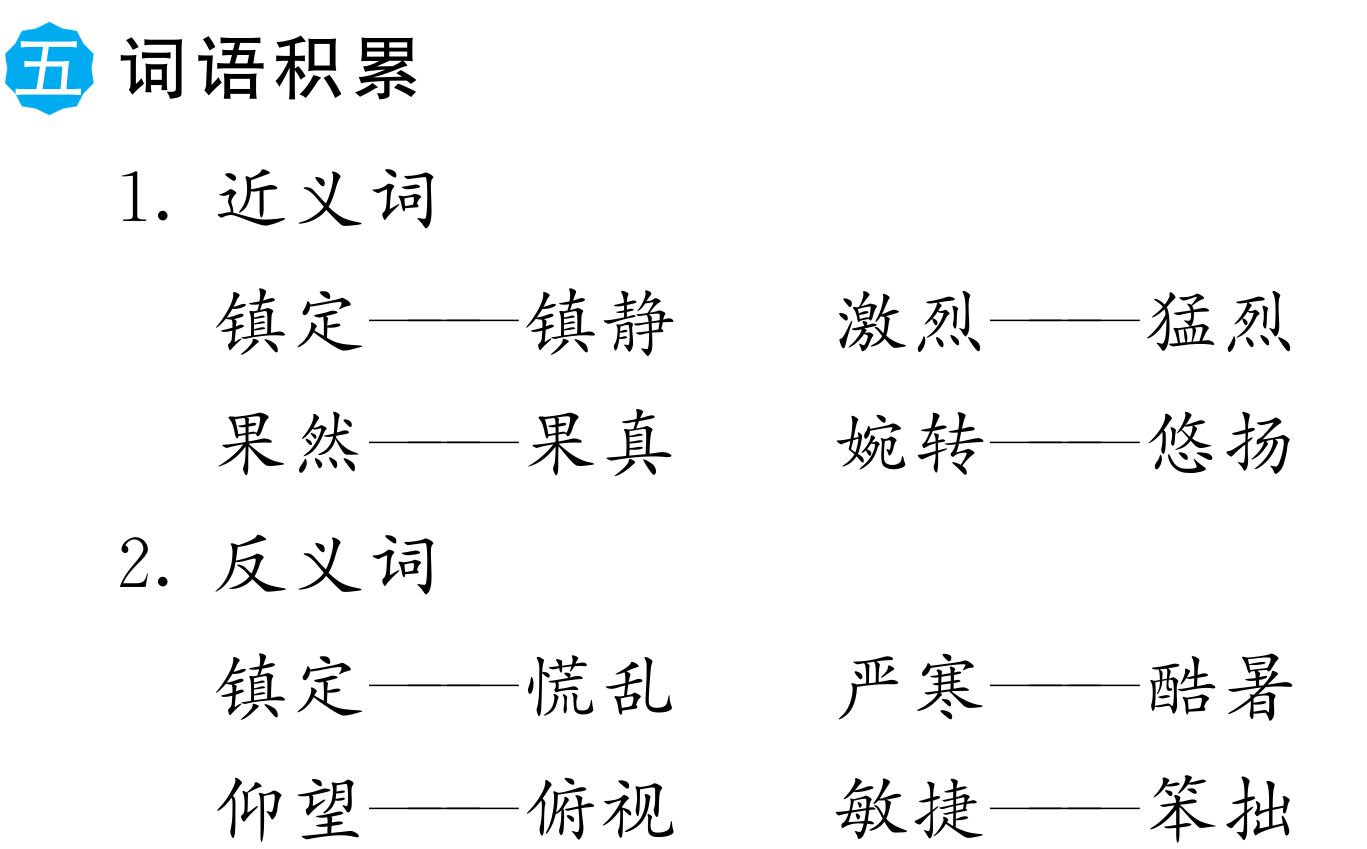 五 词语积累
1. 近义词
镇定——镇静 激烈——猛烈
果然——果真 婉转——悠扬
2. 反义词
镇定——慌乱 严寒——酷暑
仰望——俯视 敏捷——笨拙